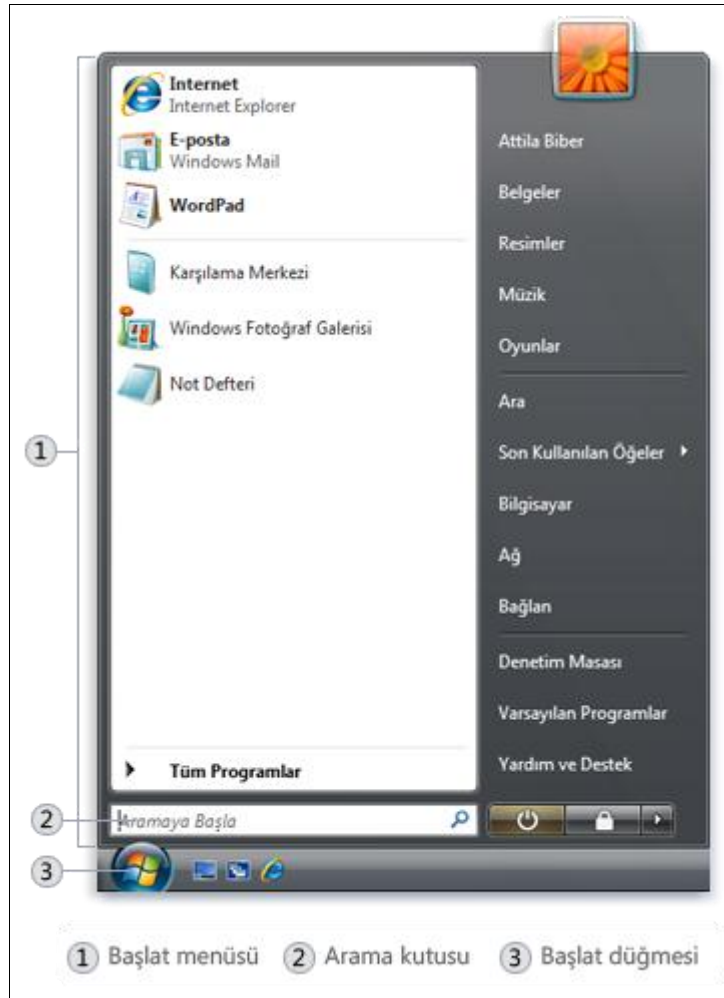 Internet
Internet Explorer
E-posta
Windows Mail
WordPad
Karşılama Merkezi
Windows Fotoğraf Galerisi
Not Defteri
Tüm Programlar
Aramaya Başla
Attila Biber
Belgeler
Resimler
Müzik
Oyunlar
Ara
Son Kullanılan Öğeler
Bilgisayar
Ağ
Bağlan
Denetim Masası
Varsayılan Programlar
Yardım ve Destek
1
2
3
1 Başlat menüsü 2 Arama kutusu 3 Başlat düğmesi